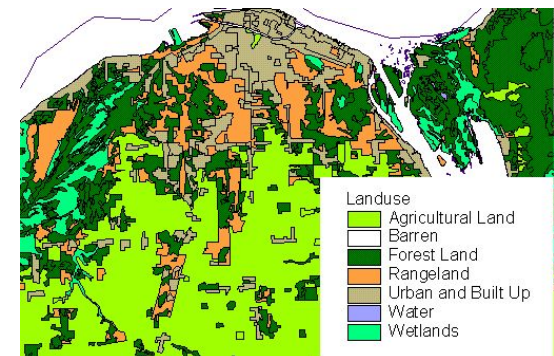 Landuse
Agricultural Land
Barren
Forest Land
Rangeland
Urban and Built Up
Water
Wetlands